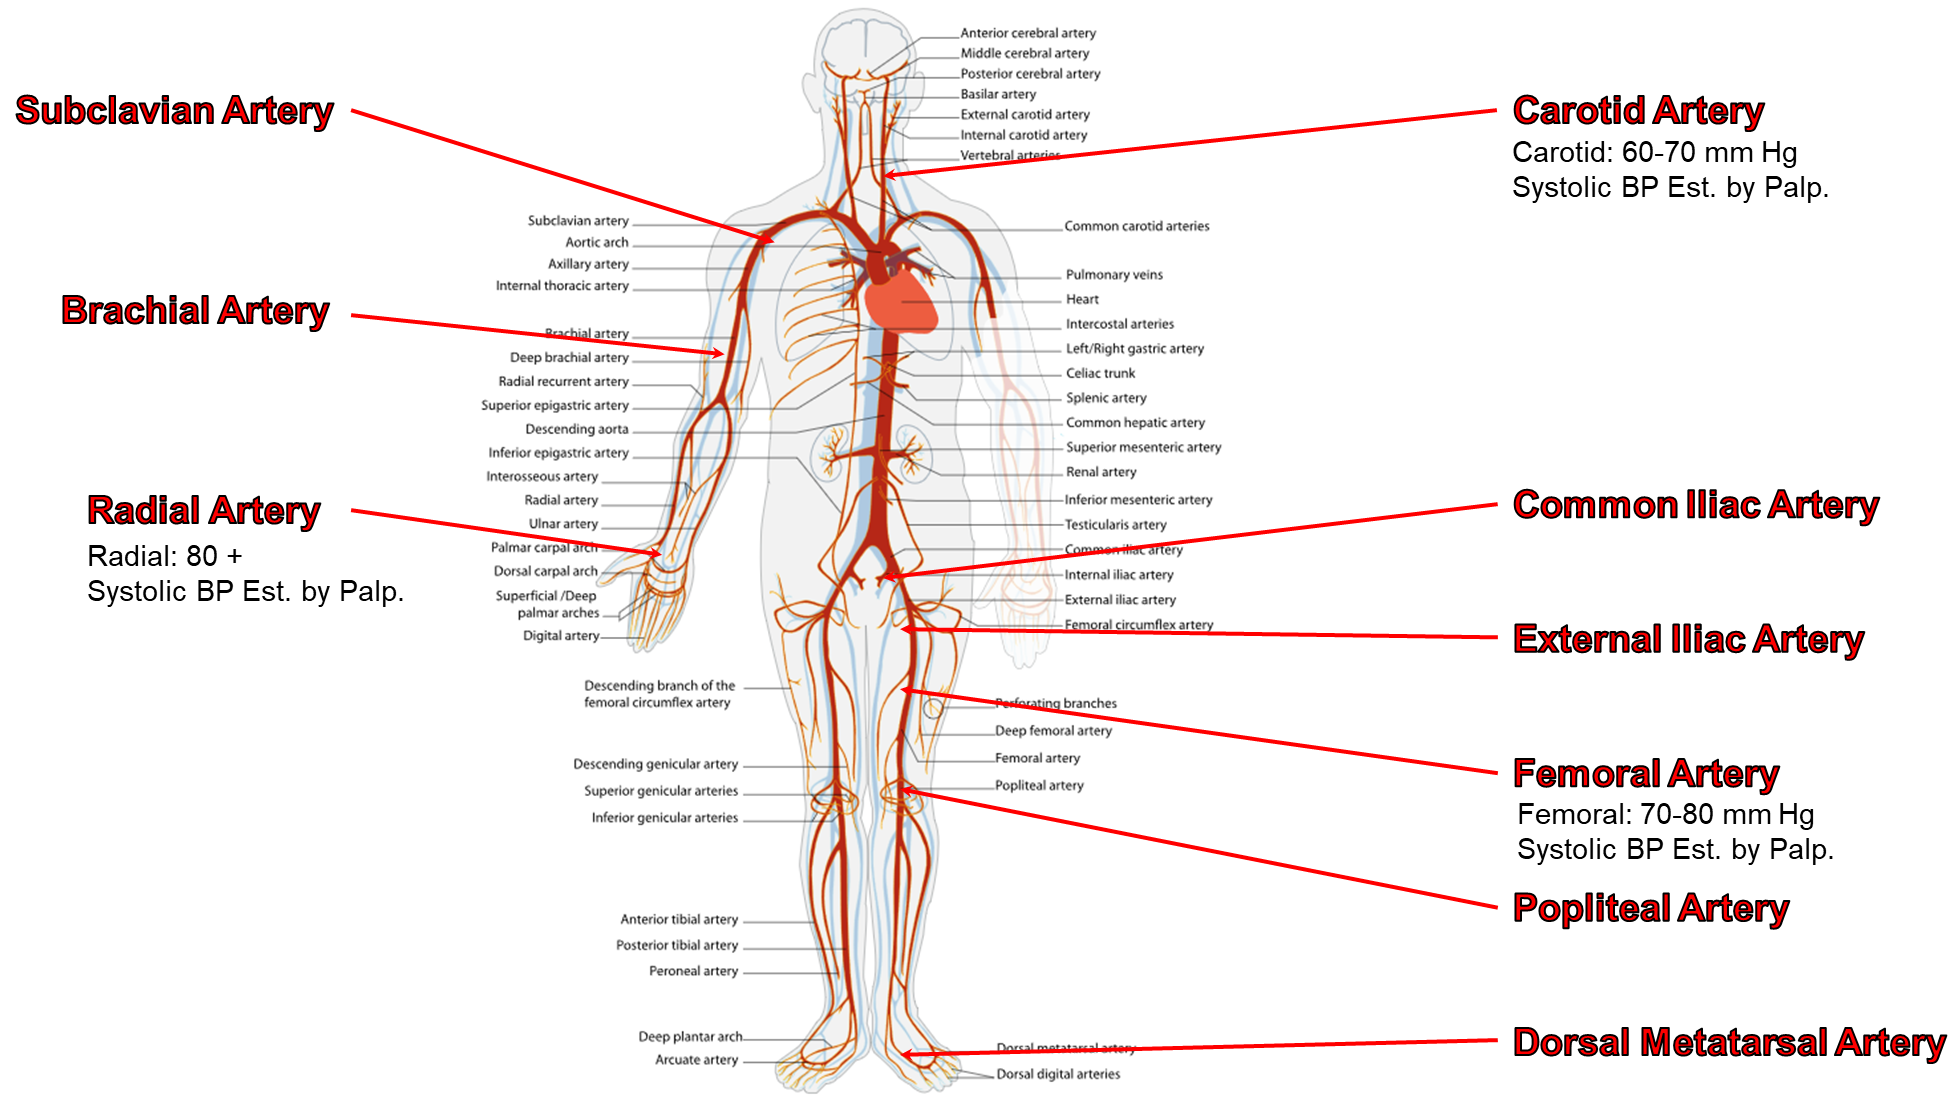 Subclavian Artery
Brachial Artery
Radial Artery
Radial: 80 +
Systolic BP Est. by Palp.
Subclavian artery
Aortic arch
Axillary artery
Internal thoracic artery
Brachial artery
Deep brachial artery
Radial recurrent artery
Superior epigastric artery
Descending aorta
Inferior epigastric artery
Interosseous artery
Radial artery
Ulnar artery
Palmar carpal arch
Dorsal carpal arch
Superficial /Deep
palmar arches
Digital artery
Descending branch of the
femoral circumflex artery
Descending genicular artery
Superior genicular arteries
Inferior genicular arteries
Anterior tibial artery
Posterior tibial artery
Peroneal artery
Deep plantar arch
Arcuate artery
Anterior cerebral artery
Middle cerebral artery
Posterior cerebral artery
Basilar artery
External carotid artery
Internal carotid artery
Vertebral arteries
Common carotid arteries
Pulmonary veins
Heart
Intercostal arteries
Left/Right gastric artery
Celiac trunk
Splenic artery
Common hepatic artery
Superior mesenteric artery
Renal artery
Inferior mesenteric artery
Testicularis artery
Common iliac artery
Internal iliac artery
External iliac artery
Femoral circumflex artery
Perforating branches
Deep femoral artery
Femoral artery
Popliteal artery
Dorsal metatarsal artery
Dorsal digital arteries
Carotid Artery
Carotid: 60-70 mm Hg
Systolic BP Est. by Palp.
Common Iliac Artery
External Iliac Artery
Femoral Artery
Femoral: 70-80 mm Hg
Systolic BP Est. by Palp.
Popliteal Artery
Dorsal Metatarsal Artery